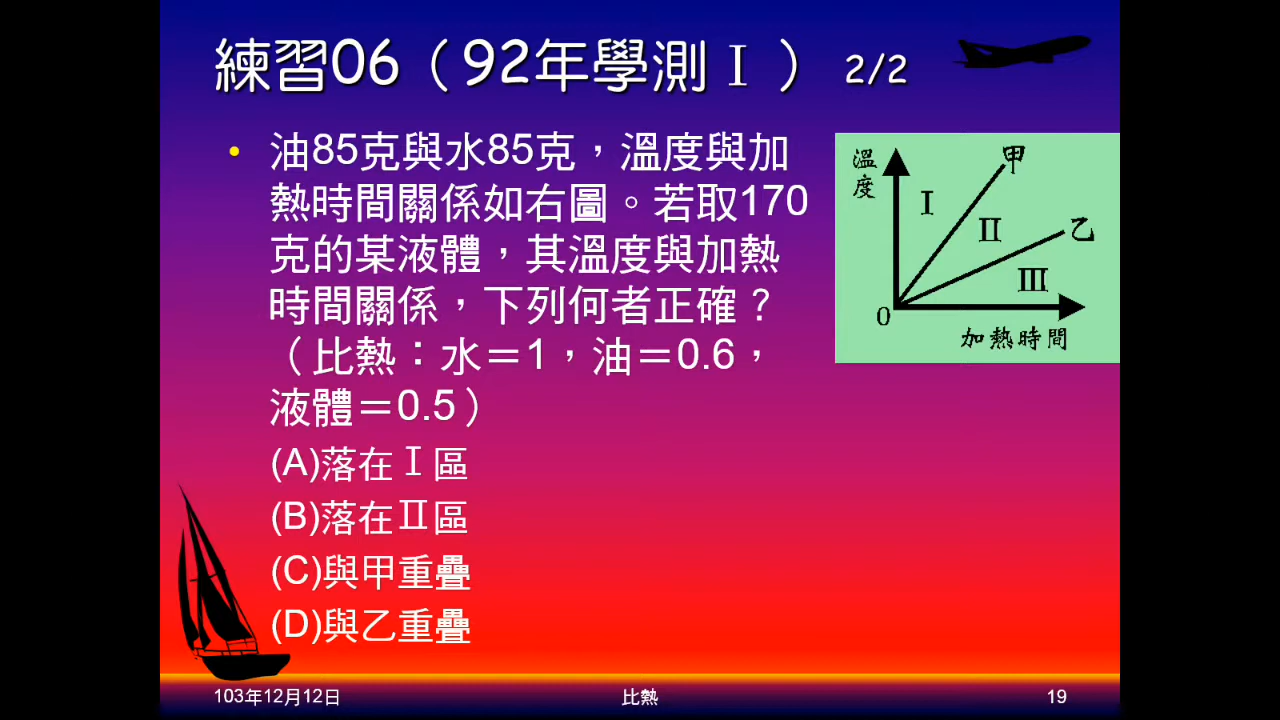 練習06（92年學測Ⅰ） 2/2
• 油85克與水85克，溫度與加
熱時間關係如右圖。若取170
克的某液體，其溫度與加熱
時間關係，下列何者正確？
（比熱：水＝1，油＝0.6，
液體＝0.5）
(A)落在Ⅰ區
(B)落在Ⅱ區
(C)與甲重疊
(D)與乙重疊
溫度
甲
Ⅰ
Ⅱ
乙
Ⅲ
0
加熱時間
103年12月12日
比熱
19